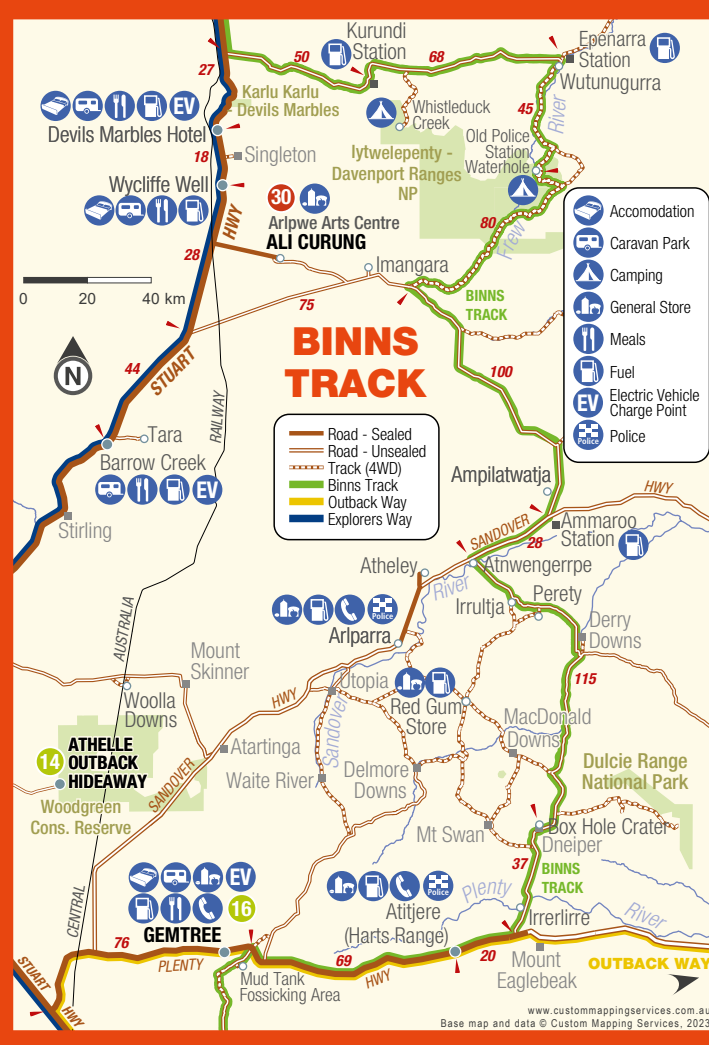 Kurundi
Station
50
68
Epenarra
Station
Wutunugurra
27
Karlu Karlu
- Devils Marbles
EV
Devils Marbles Hotel
Whistleduck
Creek
45
River
Old Police
Station
Waterhole
18
Singleton
Iytwelepenty -
Davenport Ranges
NP
Wycliffe Well
HWY
30
Arlpwe Arts Centre
ALI CURUNG
80
Frew
28
Imangara
0
20
40 km
75
BINNS
TRACK
Accomodation
Caravan Park
Camping
General Store
Meals
Fuel
EV
Electric Vehicle
Charge Point
Police
Police
N
44
STUART
BINNS
TRACK
100
RAILWAY
Tara
Barrow Creek
EV
Stirling
Road - Sealed
Road - Unsealed
Track (4WD)
Binns Track
Outback Way
Explorers Way
Ampilatwatja
HWY
SANDOVER
28
Ammaroo
Station
Atheley
River
Atnwengerrpe
Irrultja
Perety
Derry
Downs
Police
Arlparra
AUSTRALIA
Mount
Skinner
Utopia
HWY
Red Gum
Store
115
Woolla
Downs
Sandover
MacDonald
Downs
14
ATHELLE
OUTBACK
HIDEAWAY
Atartinga
SANDOVER
Waite River
Delmore
Downs
Dulcie Range
National Park
Woodgreen
Cons. Reserve
Mt Swan
Box Hole Crater
Dneiper
37
BINNS
TRACK
EV
16
GEMTREE
CENTRAL
Police
Atitjere
(Harts Range)
Plenty
Irrerlirre
River
76
PLENTY
69
HWY
20
Mount
Eaglebeak
OUTBACK WAY
STUART
HWY
Mud Tank
Fossicking Area
www.custommappingservices.com.au
Base map and data © Custom Mapping Services, 2023